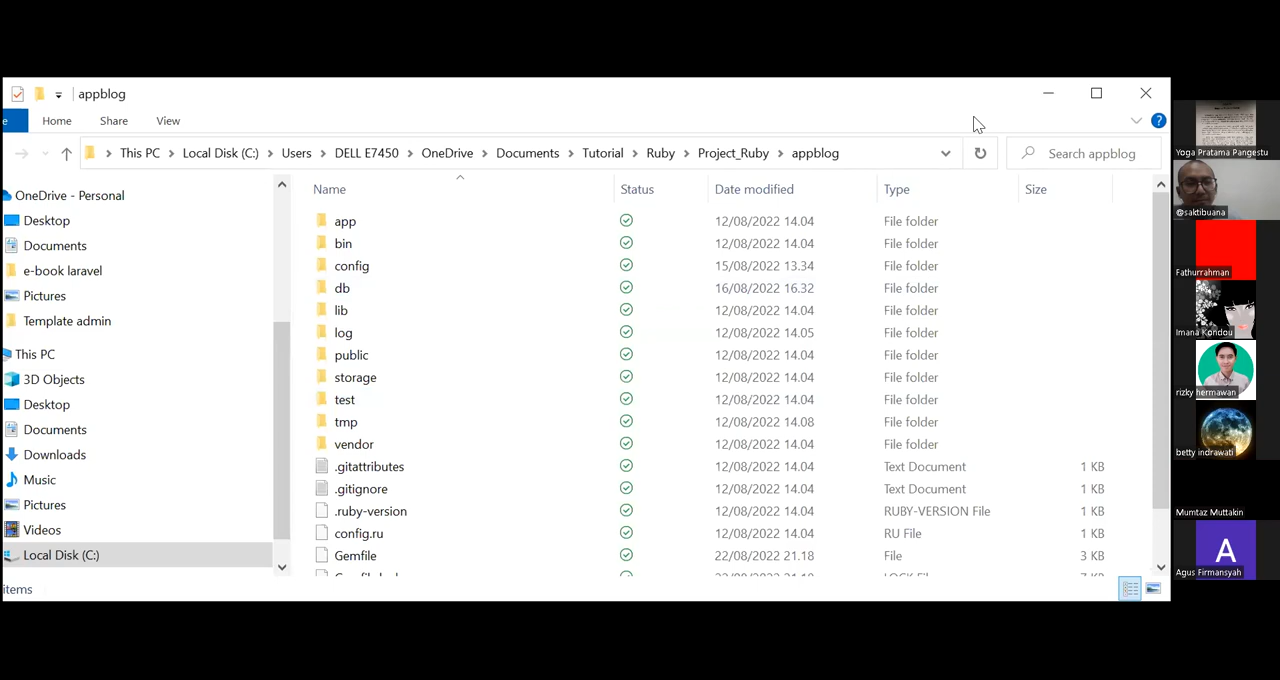 appblog
Home Share View
This PC Local Disk (C:) Users DELL E7450 OneDrive Documents Tutorial Ruby Project_Ruby appblog Search appblog
OneDrive - Personal
Desktop
Documents
e-book laravel
Pictures
Template admin
This PC
3D Objects
Desktop
Documents
Downloads
Music
Pictures
Videos
Local Disk (C:)
items
Name Status Date modified Type Size
app 12/08/2022 14.04 File folder
bin 12/08/2022 14.04 File folder
config 15/08/2022 13.34 File folder
db 16/08/2022 16.32 File folder
lib 12/08/2022 14.04 File folder
log 12/08/2022 14.05 File folder
public 12/08/2022 14.04 File folder
storage 12/08/2022 14.04 File folder
test 12/08/2022 14.04 File folder
tmp 12/08/2022 14.08 File folder
vendor 12/08/2022 14.04 File folder
.gitattributes 12/08/2022 14.04 Text Document 1 KB
.gitignore 12/08/2022 14.04 Text Document 1 KB
.ruby-version 12/08/2022 14.04 RUBY-VERSION File 1 KB
config.ru 12/08/2022 14.04 RU File 1 KB
Gemfile 22/08/2022 21.18 File 3 KB
Yoga Pratama Pangestu
@saktibuana
Fathurrahman
Imana Kondou
rizky hermawan
betty indrawati
Mumtaz Muttakin
A
Agus Firmansyah